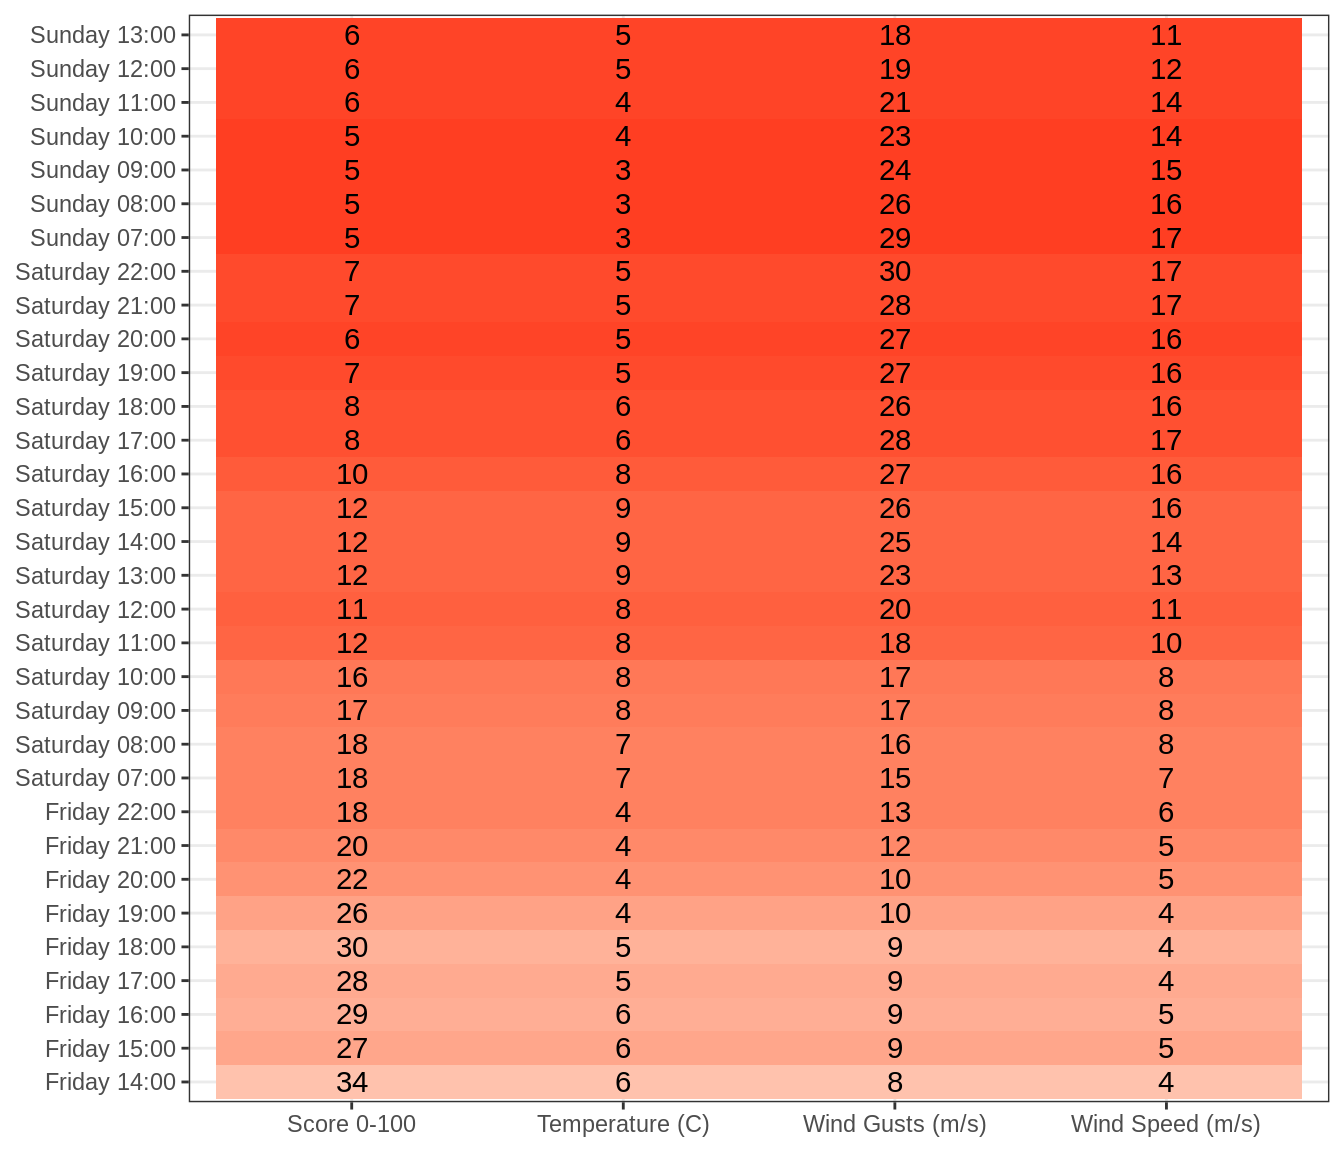 Sunday 13:00 6 5 18 11
Sunday 12:00 6 5 19 12
Sunday 11:00 6 4 21 14
Sunday 10:00 5 4 23 14
Sunday 09:00 5 3 24 15
Sunday 08:00 5 3 26 16
Sunday 07:00 5 3 29 17
Saturday 22:00 7 5 30 17
Saturday 21:00 7 5 28 17
Saturday 20:00 6 5 27 16
Saturday 19:00 7 5 27 16
Saturday 18:00 8 6 26 16
Saturday 17:00 8 6 28 17
Saturday 16:00 10 8 27 16
Saturday 15:00 12 9 26 16
Saturday 14:00 12 9 25 14
Saturday 13:00 12 9 23 13
Saturday 12:00 11 8 20 11
Saturday 11:00 12 8 18 10
Saturday 10:00 16 8 17 8
Saturday 09:00 17 8 17 8
Saturday 08:00 18 7 16 8
Saturday 07:00 18 7 15 7
Friday 22:00 18 4 13 6
Friday 21:00 20 4 12 5
Friday 20:00 22 4 10 5
Friday 19:00 26 4 10 4
Friday 18:00 30 5 9 4
Friday 17:00 28 5 9 4
Friday 16:00 29 6 9 5
Friday 15:00 27 6 9 5
Friday 14:00 34 6 8 4
Score 0-100 Temperature (C) Wind Gusts (m/s) Wind Speed (m/s)